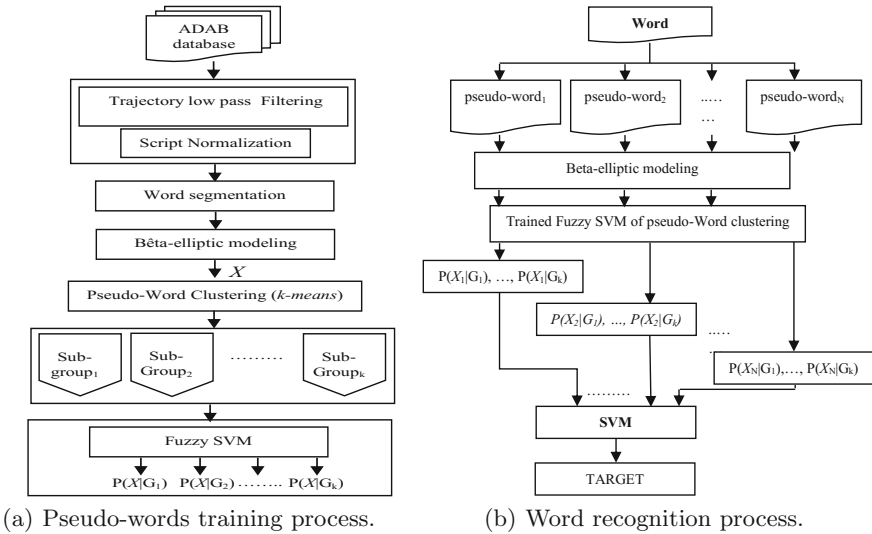 ADAB
database
Trajectory low pass Filtering
Script Normalization
Word segmentation
Bêta-elliptic modeling
X
Pseudo-Word Clustering (k-means)
Sub-group1
Sub-Group2
.........
Sub-Groupk
Fuzzy SVM
P(X|G1) P(X|G2) ........ P(X|Gk)
(a) Pseudo-words training process.
Word
pseudo-word1 pseudo-word2 ..... ... pseudo-wordN
Beta-elliptic modeling
Trained Fuzzy SVM of pseudo-Word clustering
P(X1|G1), ..., P(X1|Gk)
P(X2|G1), ..., P(X2|Gk)
.....
..
P(XN|G1),..., P(XN|Gk)
.........
SVM
TARGET
(b) Word recognition process.